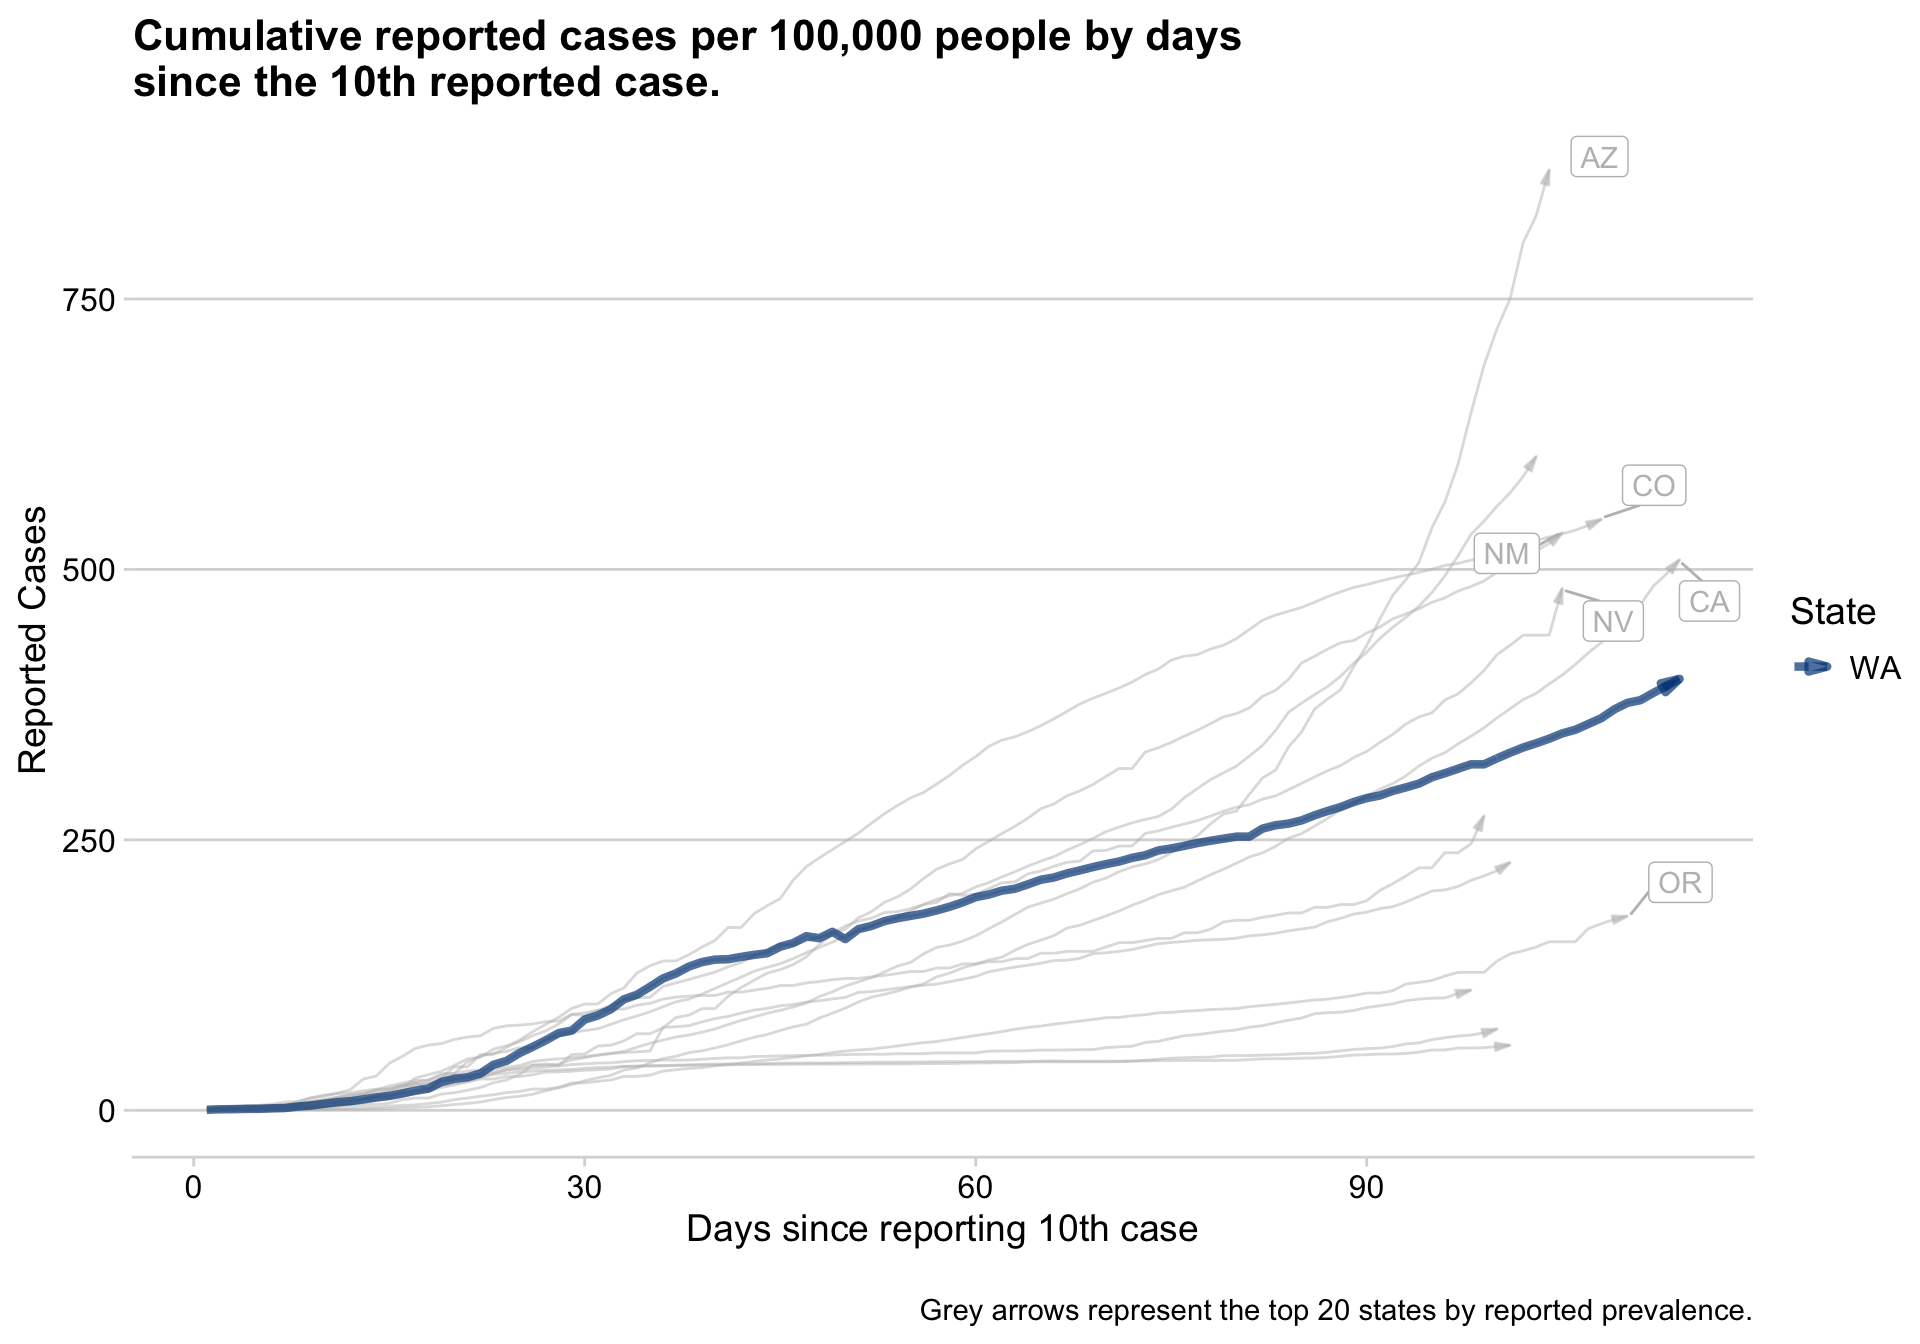 Cumulative reported cases per 100,000 people by days
since the 10th reported case.
AZ
750
CO
NM
500
CA
NV
Reported Cases
State
WA
250
OR
0
0 30 60 90
Days since reporting 10th case
Grey arrows represent the top 20 states by reported prevalence.